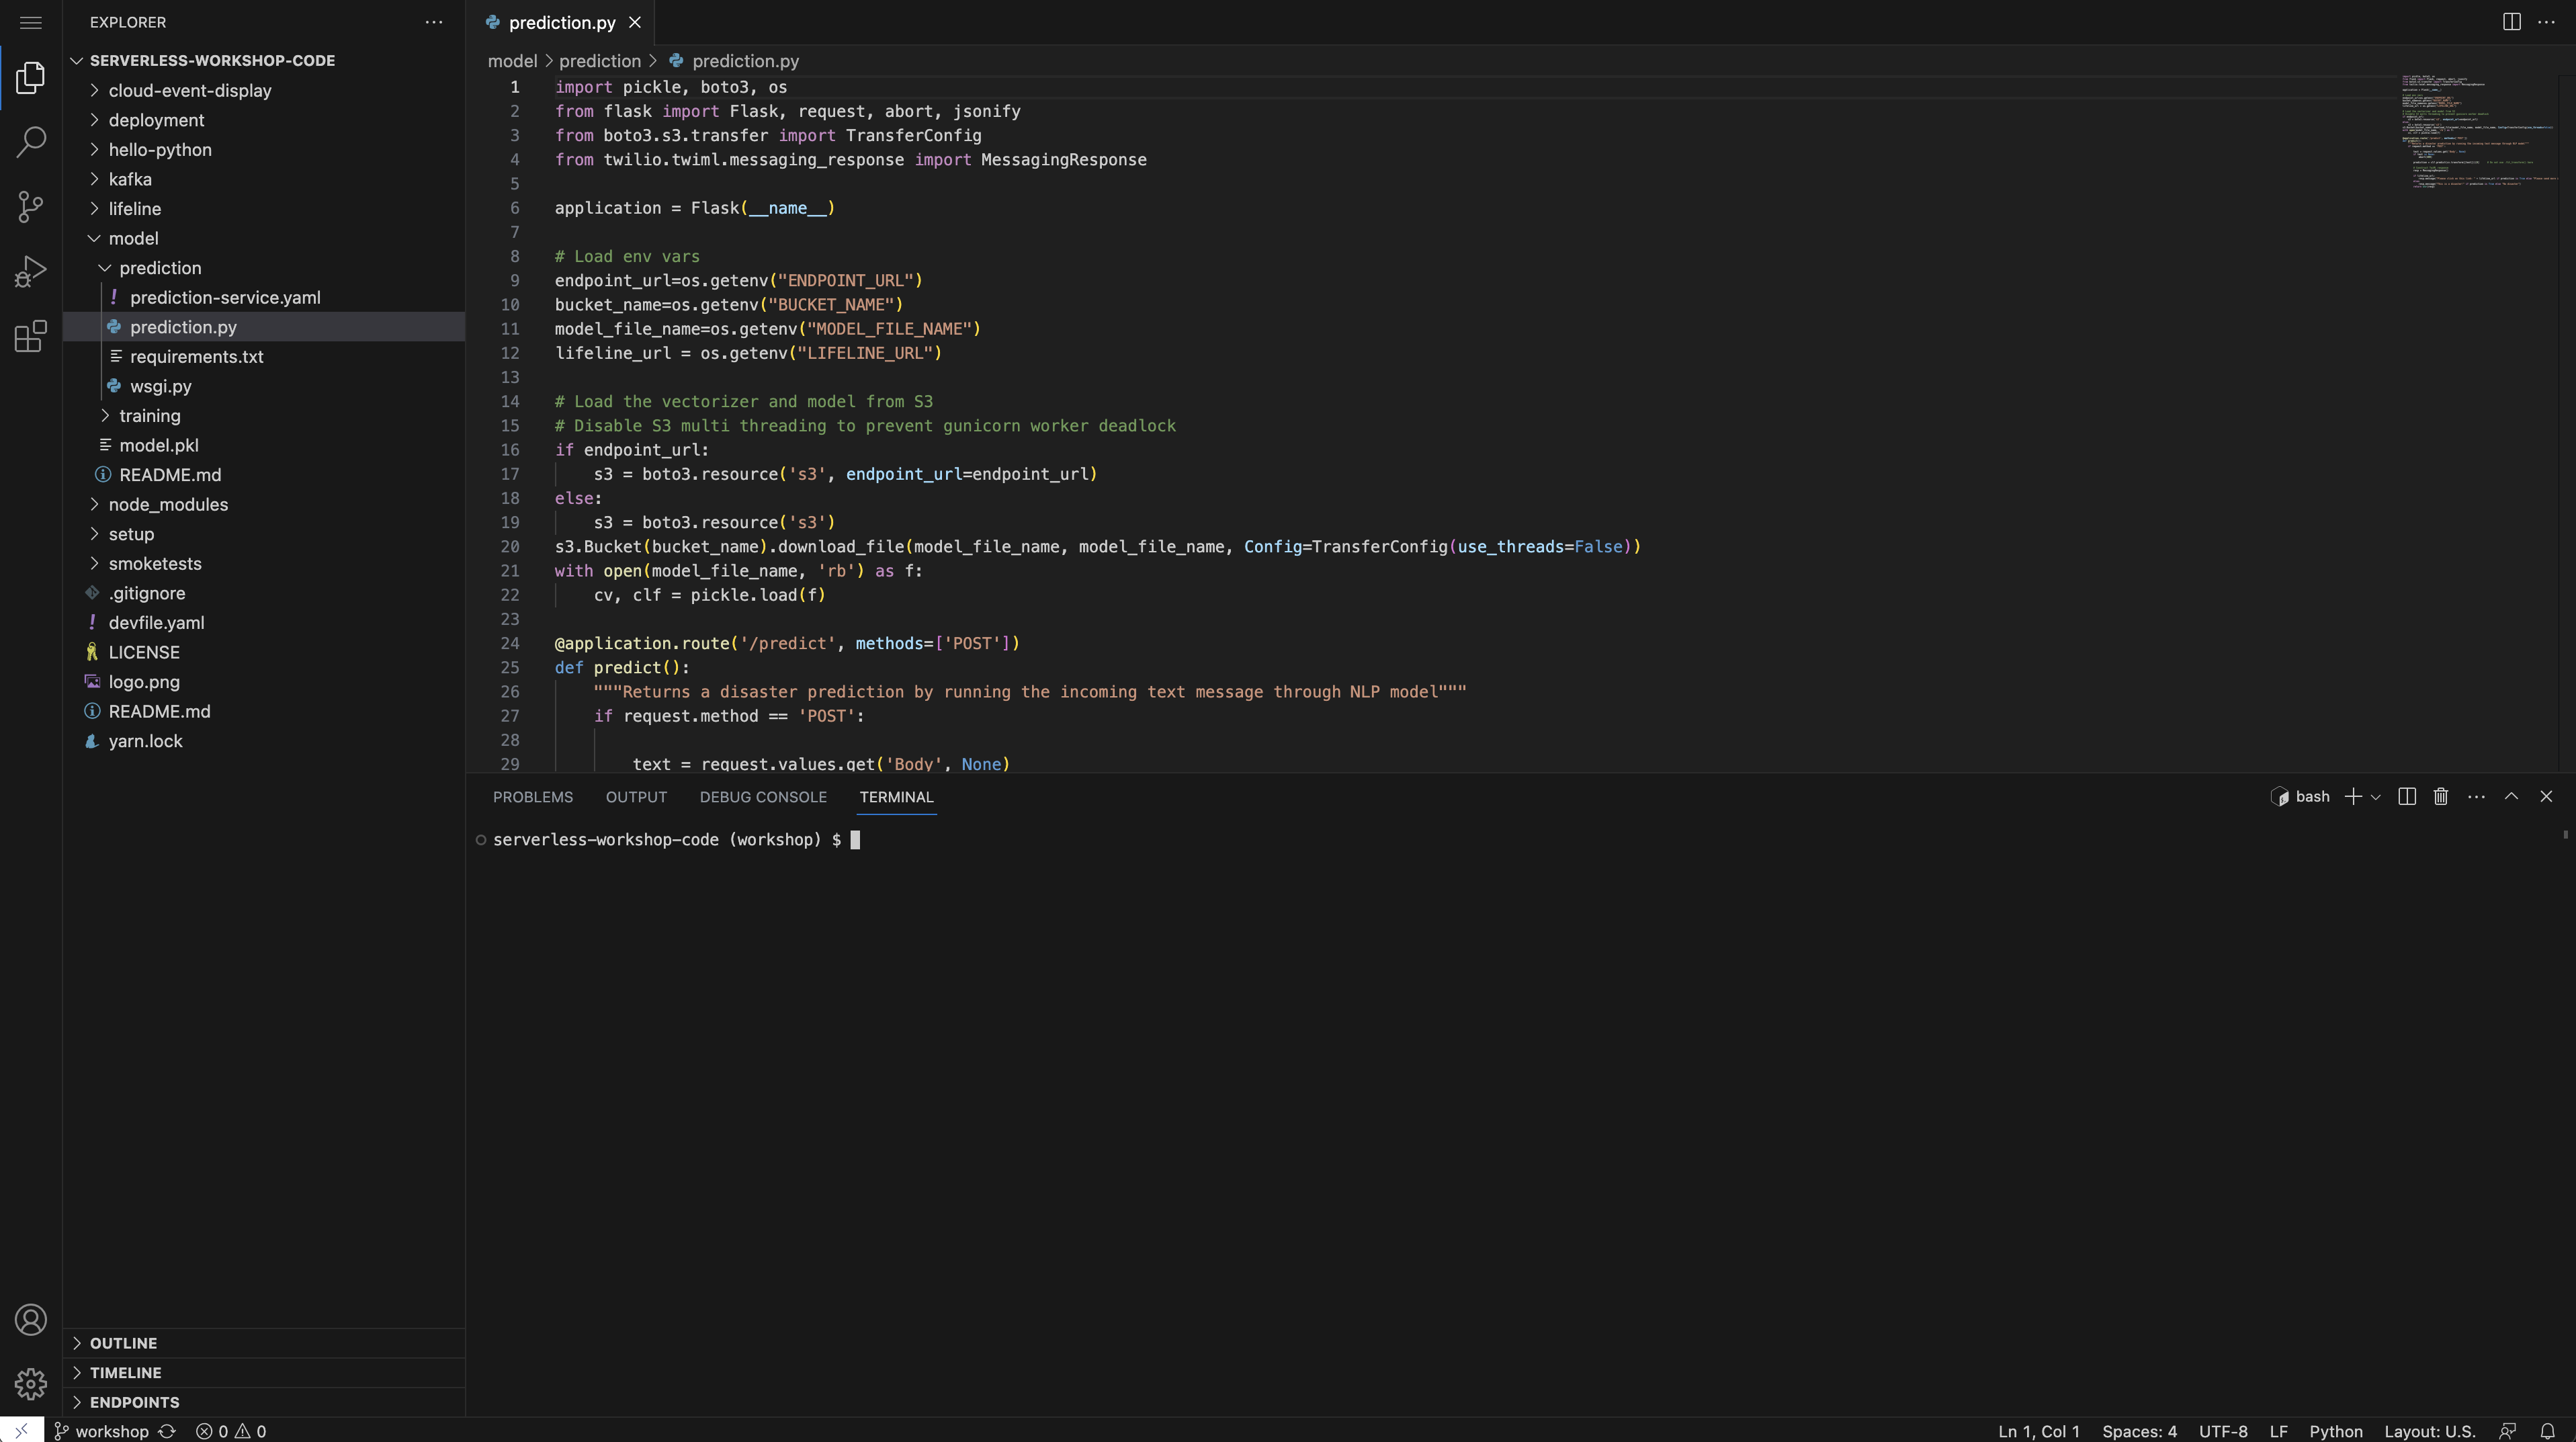 EXPLORER
SERVERLESS-WORKSHOP-CODE
cloud-event-display
deployment
hello-python
kafka
lifeline
model
prediction
prediction-service.yaml
prediction.py
requirements.txt
wsgi.py
training
model.pkl
README.md
node_modules
setup
smoketests
.gitignore
devfile.yaml
LICENSE
logo.png
README.md
yarn.lock
OUTLINE
TIMELINE
ENDPOINTS
prediction.py
model > prediction > prediction.py
1 import pickle, boto3, os
2 from flask import Flask, request, abort, jsonify
3 from boto3.s3.transfer import TransferConfig
4 from twilio.twiml.messaging_response import MessagingResponse
5
6 application = Flask(__name__)
7
8 # Load env vars
9 endpoint_url=os.getenv("ENDPOINT_URL")
10 bucket_name=os.getenv("BUCKET_NAME")
11 model_file_name=os.getenv("MODEL_FILE_NAME")
12 lifeline_url = os.getenv("LIFELINE_URL")
13
14 # Load the vectorizer and model from S3
15 # Disable S3 multi threading to prevent gunicorn worker deadlock
16 if endpoint_url:
17     s3 = boto3.resource('s3', endpoint_url=endpoint_url)
18 else:
19     s3 = boto3.resource('s3')
20 s3.Bucket(bucket_name).download_file(model_file_name, model_file_name, Config=TransferConfig(use_threads=False))
21 with open(model_file_name, 'rb') as f:
22     cv, clf = pickle.load(f)
23
24 @application.route('/predict', methods=['POST'])
25 def predict():
26     """Returns a disaster prediction by running the incoming text message through NLP model"""
27     if request.method == 'POST':
28
29         text = request.values.get('Body', None)
PROBLEMS OUTPUT DEBUG CONSOLE TERMINAL
bash
serverless-workshop-code (workshop) $
workshop 0 0
Ln 1, Col 1 Spaces: 4 UTF-8 LF Python Layout: U.S.